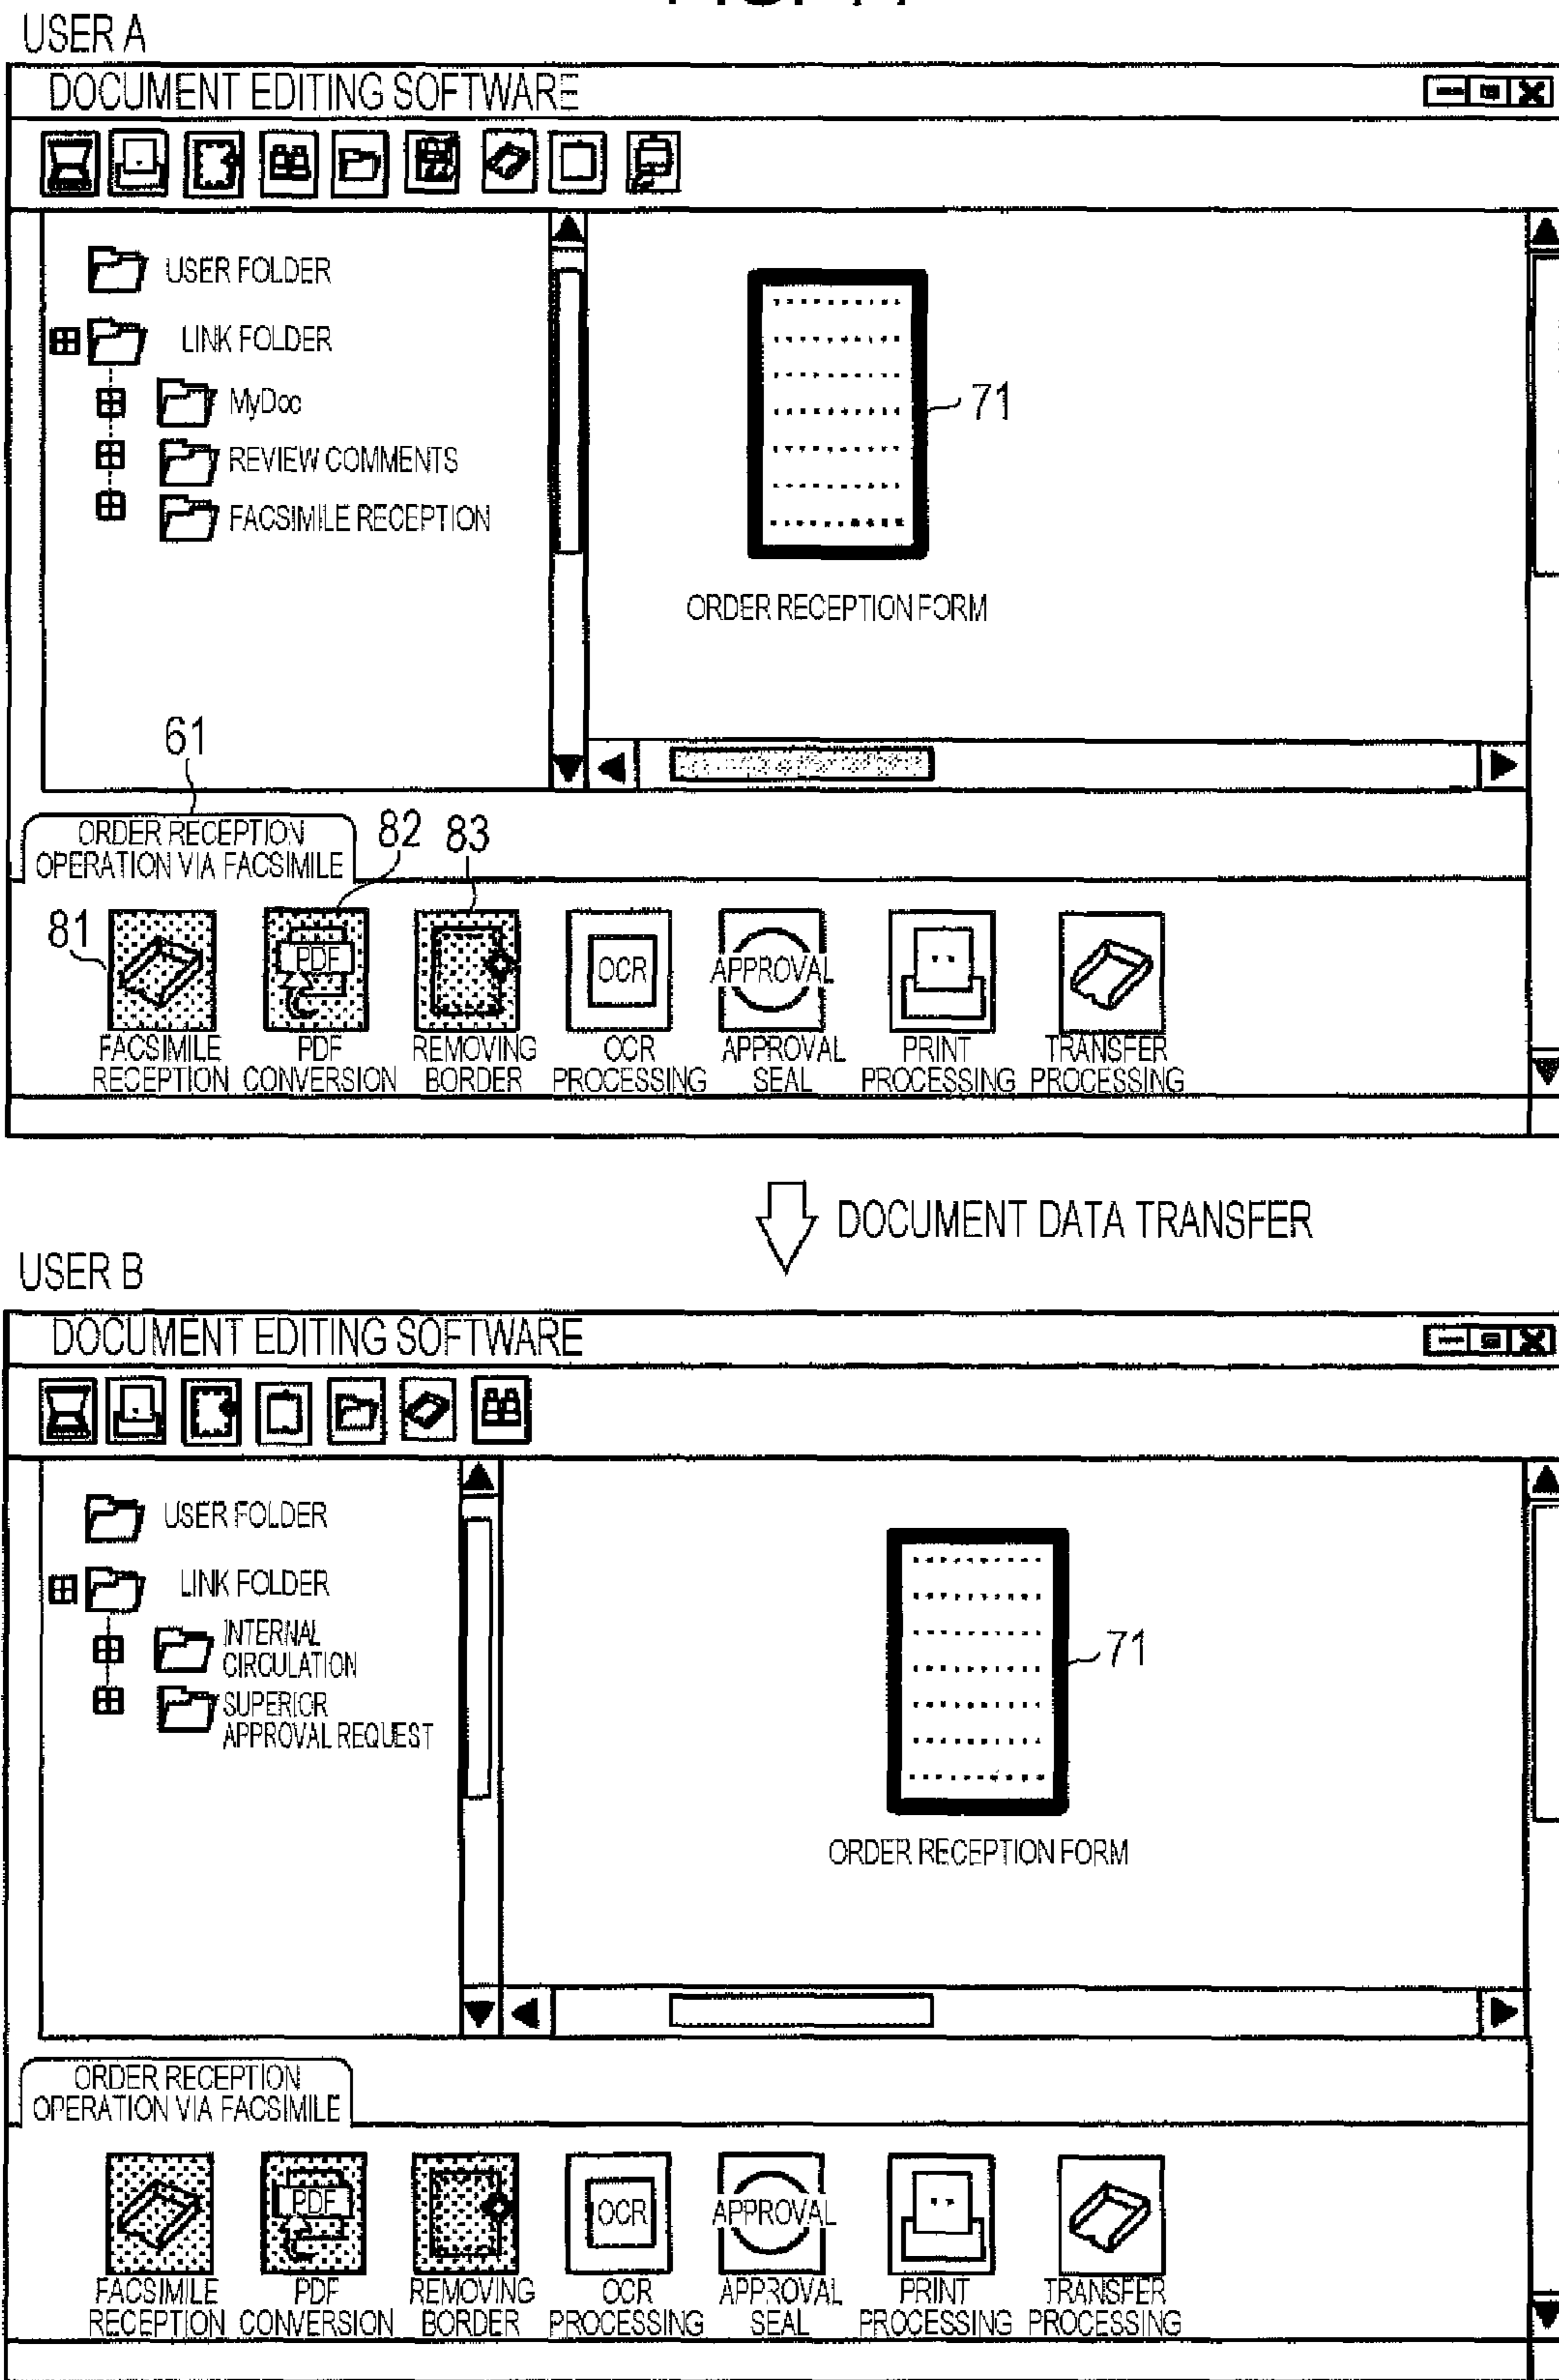 USER A
DOCUMENT EDITING SOFTWARE
USER FOLDER
LINK FOLDER
MyDoc
REVIEW COMMENTS
FACSIMILE RECEPTION
71
ORDER RECEPTION FORM
61
ORDER RECEPTION
OPERATION VIA FACSIMILE
82
83
81
PDF
OCR
APPROVAL
FACSIMILE
RECEPTION
PDF
CONVERSION
REMOVING
BORDER
OCR
PROCESSING
APPROVAL
SEAL
PRINT
PROCESSING
TRANSFER
PROCESSING
DOCUMENT DATA TRANSFER
USER B
DOCUMENT EDITING SOFTWARE
USER FOLDER
LINK FOLDER
INTERNAL
CIRCULATION
SUPERIOR
APPROVAL REQUEST
71
ORDER RECEPTION FORM
ORDER RECEPTION
OPERATION VIA FACSIMILE
PDF
OCR
APPROVAL
FACSIMILE
RECEPTION
PDF
CONVERSION
REMOVING
BORDER
OCR
PROCESSING
APPROVAL
SEAL
PRINT
PROCESSING
TRANSFER
PROCESSING